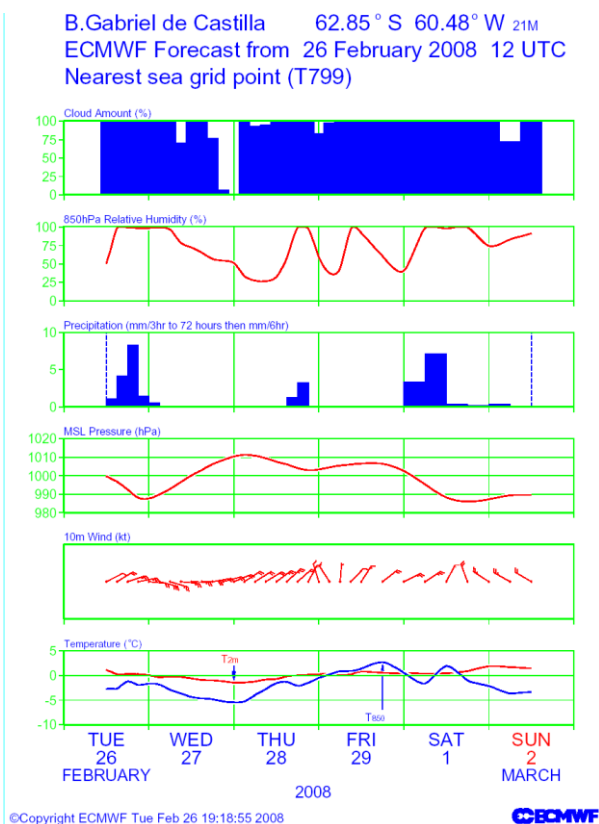 B.Gabriel de Castilla 62.85° S 60.48° W 21M
ECMWF Forecast from 26 February 2008 12 UTC
Nearest sea grid point (T799)
Cloud Amount (%)
100
75
50
25
0
850hPa Relative Humidity (%)
100
75
50
25
0
Precipitation (mm/3hr to 72 hours then mm/6hr)
10
5
0
MSL Pressure (hPa)
1020
1010
1000
990
980
10m Wind (kt)
Temperature (°C)
5
0
-5
-10
T2m
T850
TUE WED THU FRI SAT SUN
26 27 28 29 1 2
FEBRUARY MARCH
2008
©Copyright ECMWF Tue Feb 26 19:18:55 2008
ECMWF